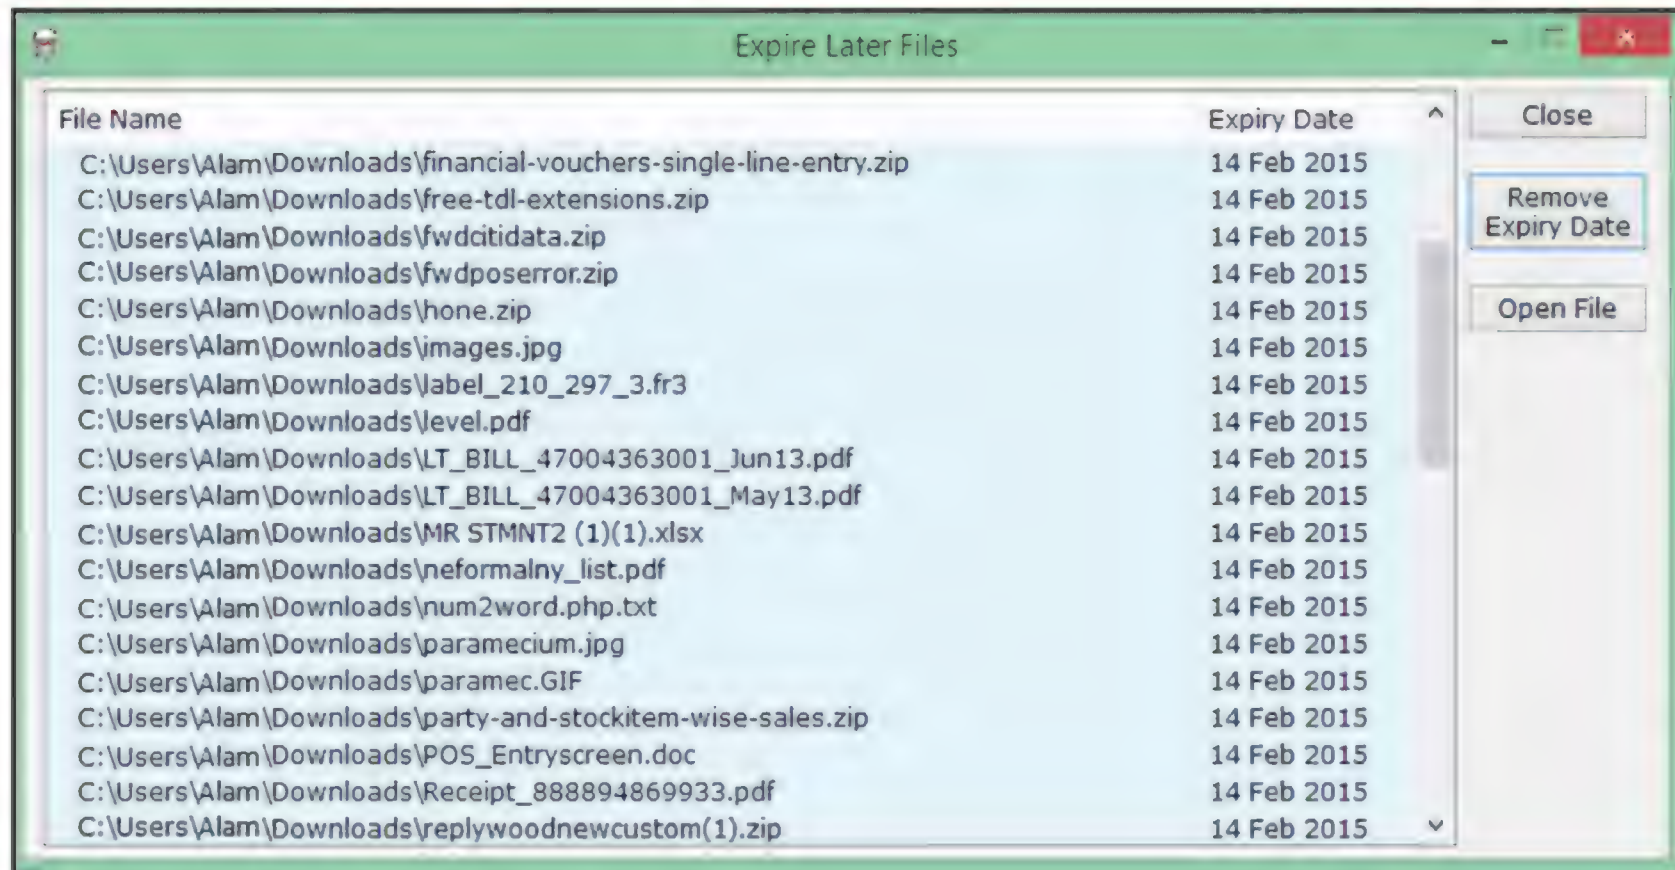 Expire Later Files
File Name Expiry Date Close
C:\Users\Alam\Downloads\financial-vouchers-single-line-entry.zip 14 Feb 2015
C:\Users\Alam\Downloads\free-tdl-extensions.zip 14 Feb 2015 Remove
C:\Users\Alam\Downloads\fwdcitidata.zip 14 Feb 2015 Expiry Date
C:\Users\Alam\Downloads\fwdposerror.zip 14 Feb 2015
C:\Users\Alam\Downloads\hone.zip 14 Feb 2015 Open File
C:\Users\Alam\Downloads\images.jpg 14 Feb 2015
C:\Users\Alam\Downloads\label_210_297_3.fr3 14 Feb 2015
C:\Users\Alam\Downloads\level.pdf 14 Feb 2015
C:\Users\Alam\Downloads\LT_BILL_47004363001_Jun13.pdf 14 Feb 2015
C:\Users\Alam\Downloads\LT_BILL_47004363001_May13.pdf 14 Feb 2015
C:\Users\Alam\Downloads\MR STMNT2 (1)(1).xlsx 14 Feb 2015
C:\Users\Alam\Downloads\neformalny_list.pdf 14 Feb 2015
C:\Users\Alam\Downloads\num2word.php.txt 14 Feb 2015
C:\Users\Alam\Downloads\paramecium.jpg 14 Feb 2015
C:\Users\Alam\Downloads\paramec.GIF 14 Feb 2015
C:\Users\Alam\Downloads\party-and-stockitem-wise-sales.zip 14 Feb 2015
C:\Users\Alam\Downloads\POS_Entryscreen.doc 14 Feb 2015
C:\Users\Alam\Downloads\Receipt_888894869933.pdf 14 Feb 2015
C:\Users\Alam\Downloads\replywoodnewcustom(1).zip 14 Feb 2015